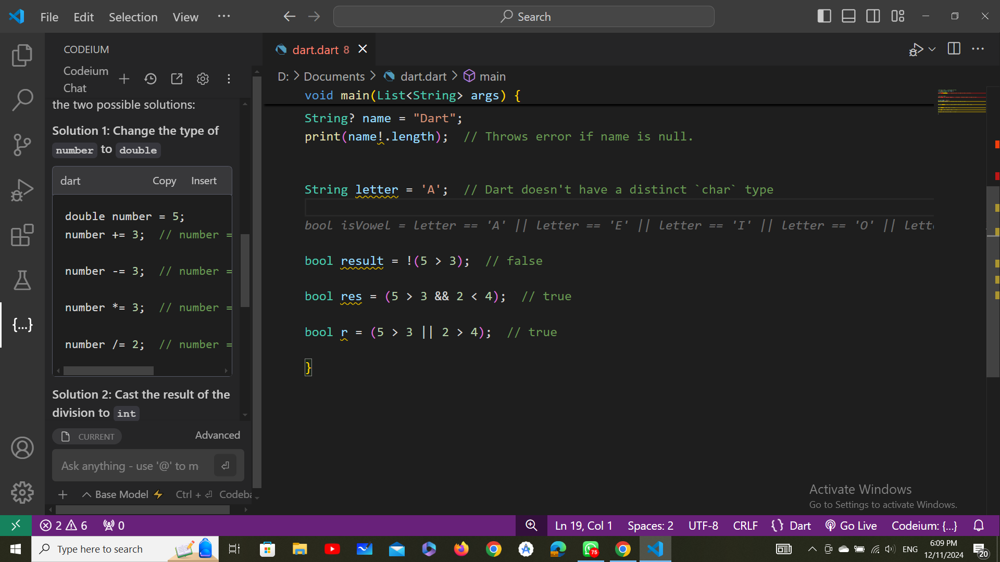 File Edit Selection View ...
Search
CODEIUM
Codeium Chat
the two possible solutions:
Solution 1: Change the type of
number to double
dart Copy Insert
double number = 5;
number += 3;  // number =
number -= 3;  // number =
number *= 3;  // number =
number /= 2;  // number =
Solution 2: Cast the result of the
division to int
CURRENT Advanced
Ask anything - use '@' to m
Base Model Ctrl + Codeba
dart.dart 8
D: > Documents > dart.dart > main
void main(List<String> args) {
String? name = "Dart";
print(name!.length);  // Throws error if name is null.
String letter = 'A';  // Dart doesn't have a distinct `char` type
bool isVowel = letter == 'A' || letter == 'E' || letter == 'I' || letter == 'O' || lett
bool result = !(5 > 3);  // false
bool res = (5 > 3 && 2 < 4);  // true
bool r = (5 > 3 || 2 > 4);  // true
}
Activate Windows
Go to Settings to activate Windows.
2 6 0
Ln 19, Col 1 Spaces: 2 UTF-8 CRLF {} Dart Go Live Codeium: {...}
Type here to search
75
ENG
6:09 PM
12/11/2024
20